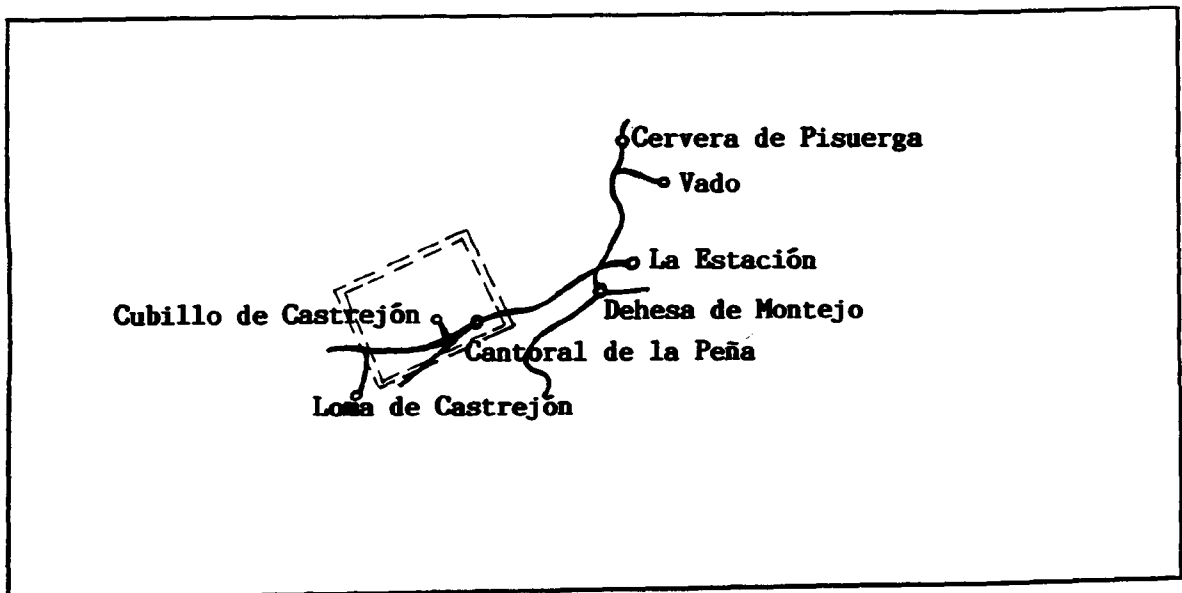 Cervera de Pisuerga
Vado
La Estación
Cubillo de Castrejón
Dehesa de Montejo
Cantoral de la Peña
Loma de Castrejón